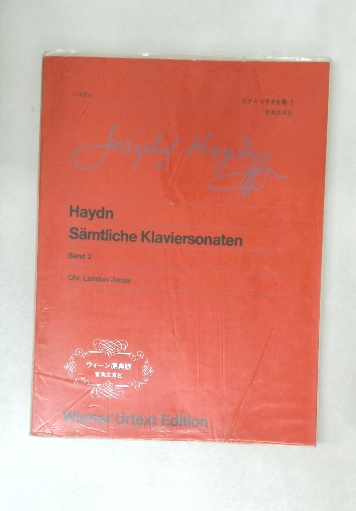 ハイドン
ピアノ・ソナタ全集 2
音楽之友社
Joseph Haydn
Haydn
Sämtliche Klaviersonaten
Band 2
Chr. Landon/Jonas
ウィーン原典版
音楽之友社
Wiener Urtext Edition